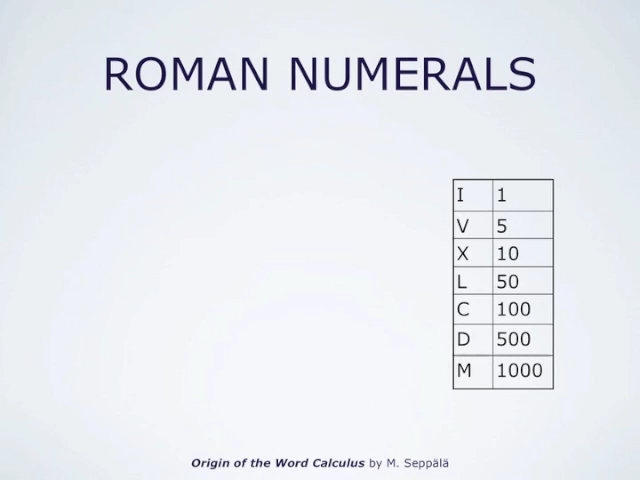 ROMAN NUMERALS
I 1
V 5
X 10
L 50
C 100
D 500
M 1000
Origin of the Word Calculus by M. Seppälä